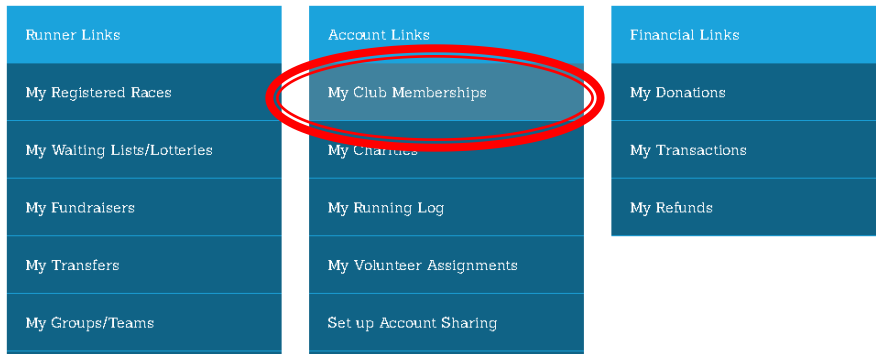 Runner Links
My Registered Races
My Waiting Lists/Lotteries
My Fundraisers
My Transfers
My Groups/Teams
Account Links
My Club Memberships
My Charities
My Running Log
My Volunteer Assignments
Set up Account Sharing
Financial Links
My Donations
My Transactions
My Refunds